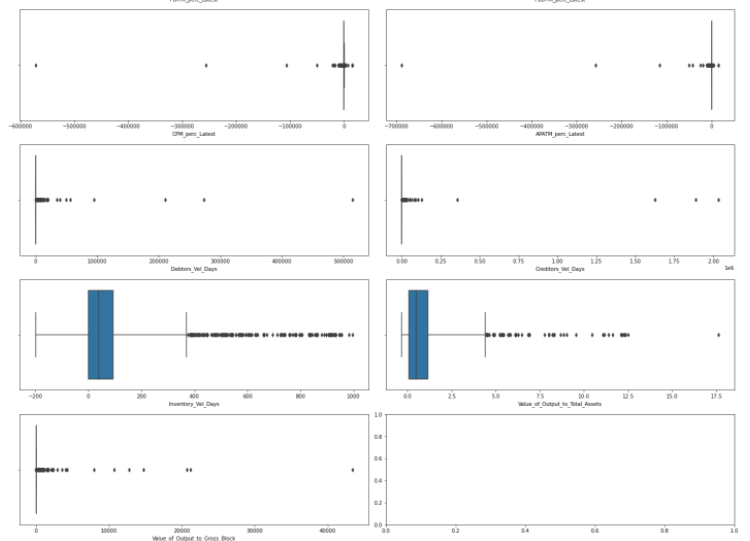 −600000 −500000 −400000 −300000 −200000 −100000 0
CPM_perc_Latest
−700000 −600000 −500000 −400000 −300000 −200000 −100000 0
APATM_perc_Latest
0 100000 200000 300000 400000 500000
Debtors_Vel_Days
0.00 0.25 0.50 0.75 1.00 1.25 1.50 1.75 2.00
1e6
Creditors_Vel_Days
−200 0 200 400 600 800 1000
Inventory_Vel_Days
0.0 2.5 5.0 7.5 10.0 12.5 15.0 17.5
Value_of_Output_to_Total_Assets
0 10000 20000 30000 40000
Value_of_Output_to_Gross_Block
1.0
0.8
0.6
0.4
0.2
0.0
0.0 0.2 0.4 0.6 0.8 1.0